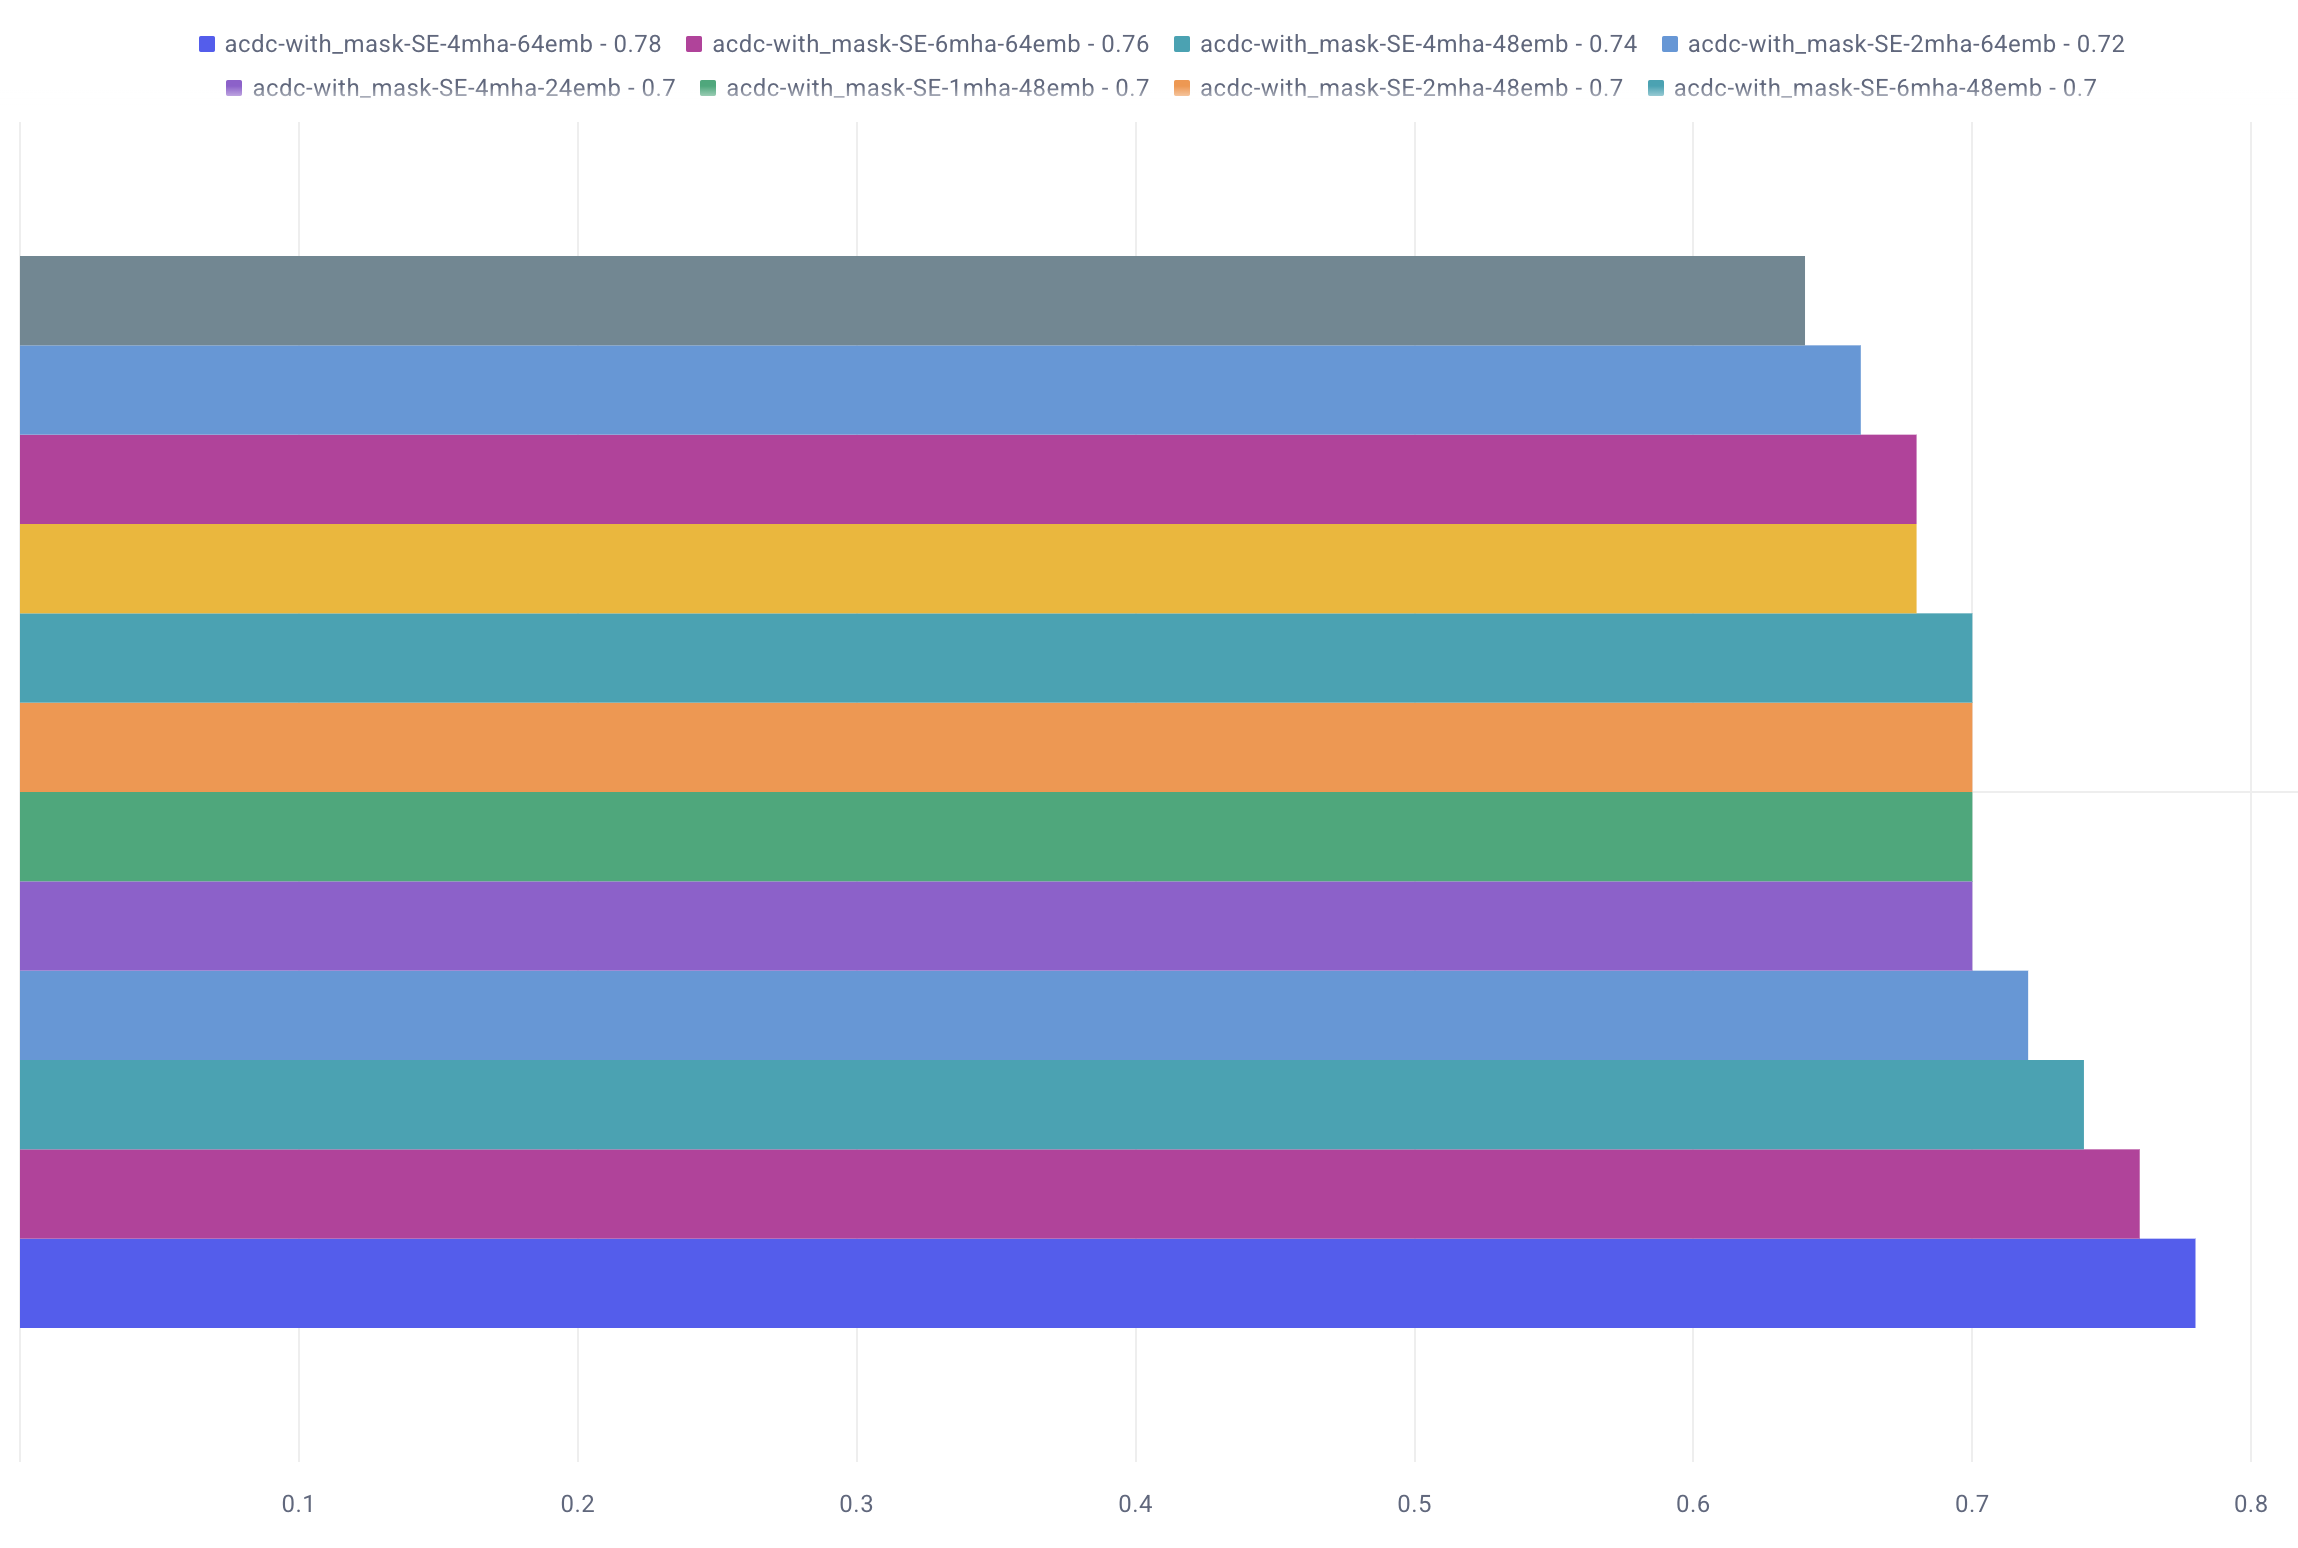 acdc-with_mask-SE-4mha-64emb - 0.78 acdc-with_mask-SE-6mha-64emb - 0.76 acdc-with_mask-SE-4mha-48emb - 0.74 acdc-with_mask-SE-2mha-64emb - 0.72
acdc-with_mask-SE-4mha-24emb - 0.7 acdc-with_mask-SE-1mha-48emb - 0.7 acdc-with_mask-SE-2mha-48emb - 0.7 acdc-with_mask-SE-6mha-48emb - 0.7
0.1 0.2 0.3 0.4 0.5 0.6 0.7 0.8